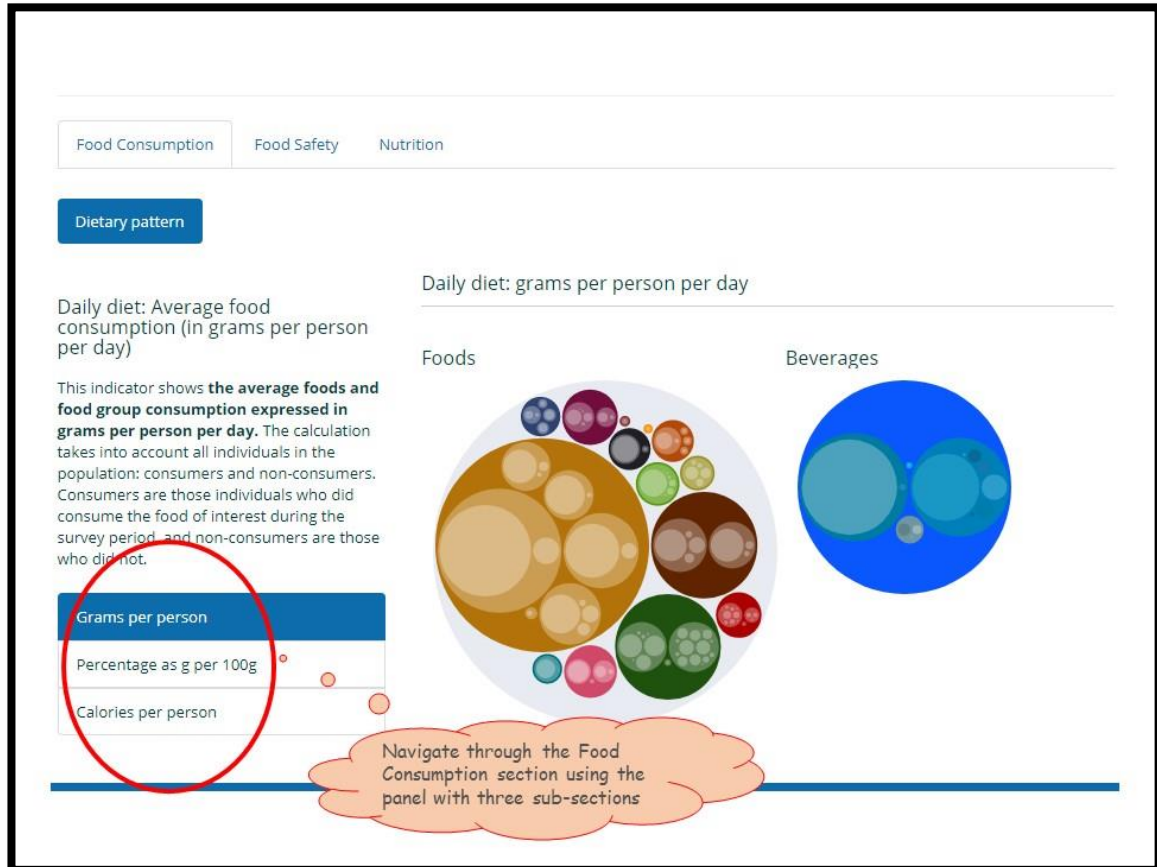 Food Consumption
Food Safety
Nutrition
Dietary pattern
Daily diet: Average food
consumption (in grams per person
per day)
This indicator shows the average foods and
food group consumption expressed in
grams per person per day. The calculation
takes into account all individuals in the
population: consumers and non-consumers.
Consumers are those individuals who did
consume the food of interest during the
survey period, and non-consumers are those
who did not.
Grams per person
Percentage as g per 100g
Calories per person
Daily diet: grams per person per day
Foods
Beverages
Navigate through the Food
Consumption section using the
panel with three sub-sections